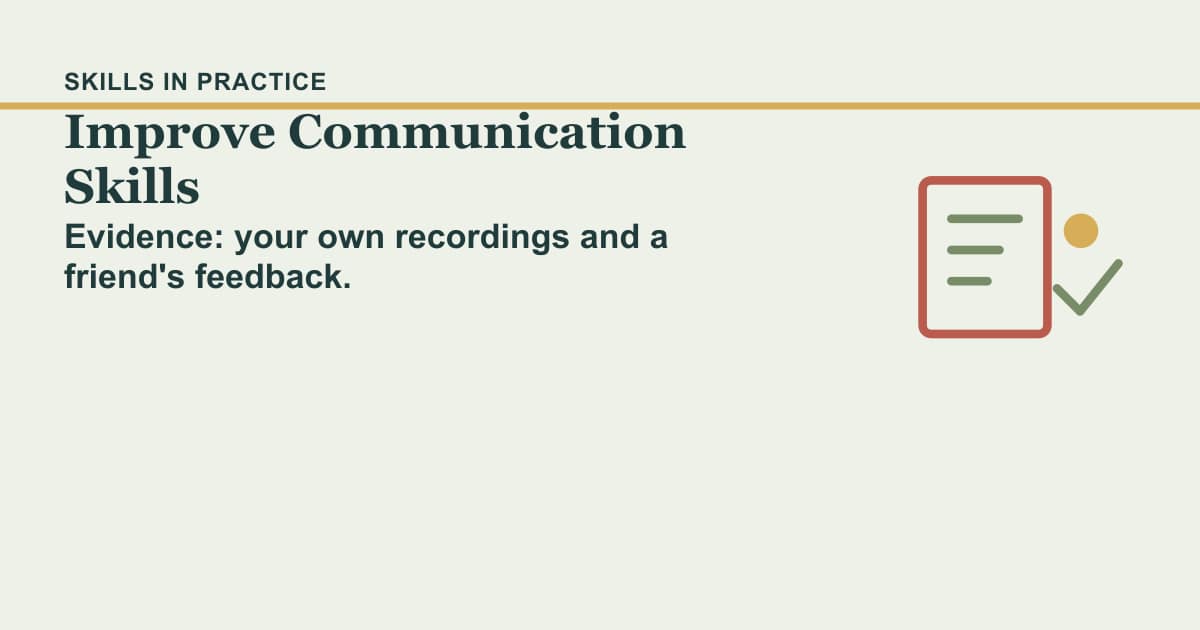 SKILLS IN PRACTICE
Improve Communication
Skills
Evidence: your own recordings and a
friend's feedback.